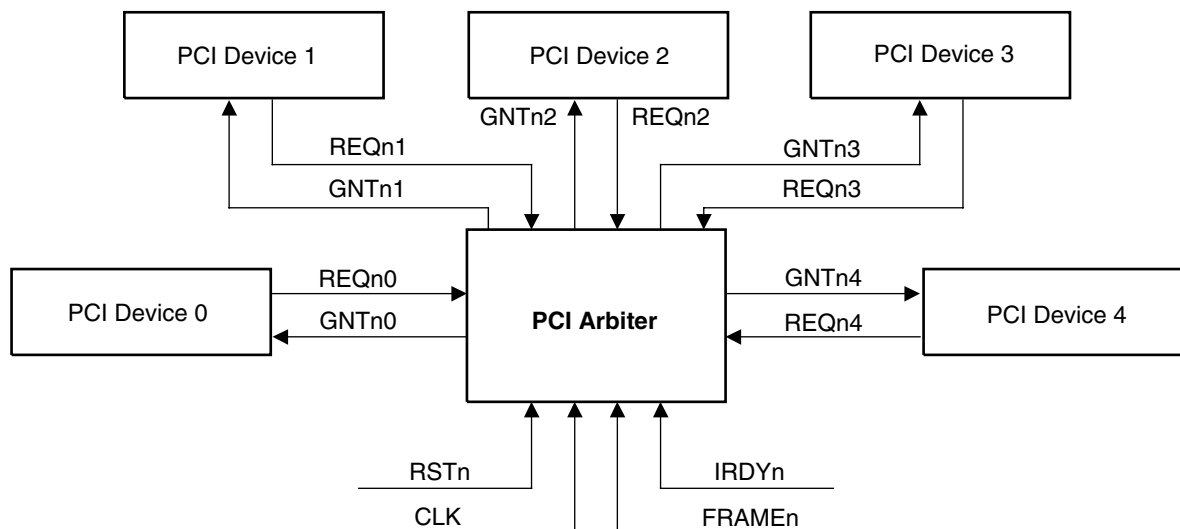 PCI Device 1
PCI Device 2
PCI Device 3
GNTn2
REQn2
REQn1
GNTn3
GNTn1
REQn3
PCI Device 0
REQn0
GNTn0
PCI Arbiter
GNTn4
REQn4
PCI Device 4
RSTn
IRDYn
CLK
FRAMEn